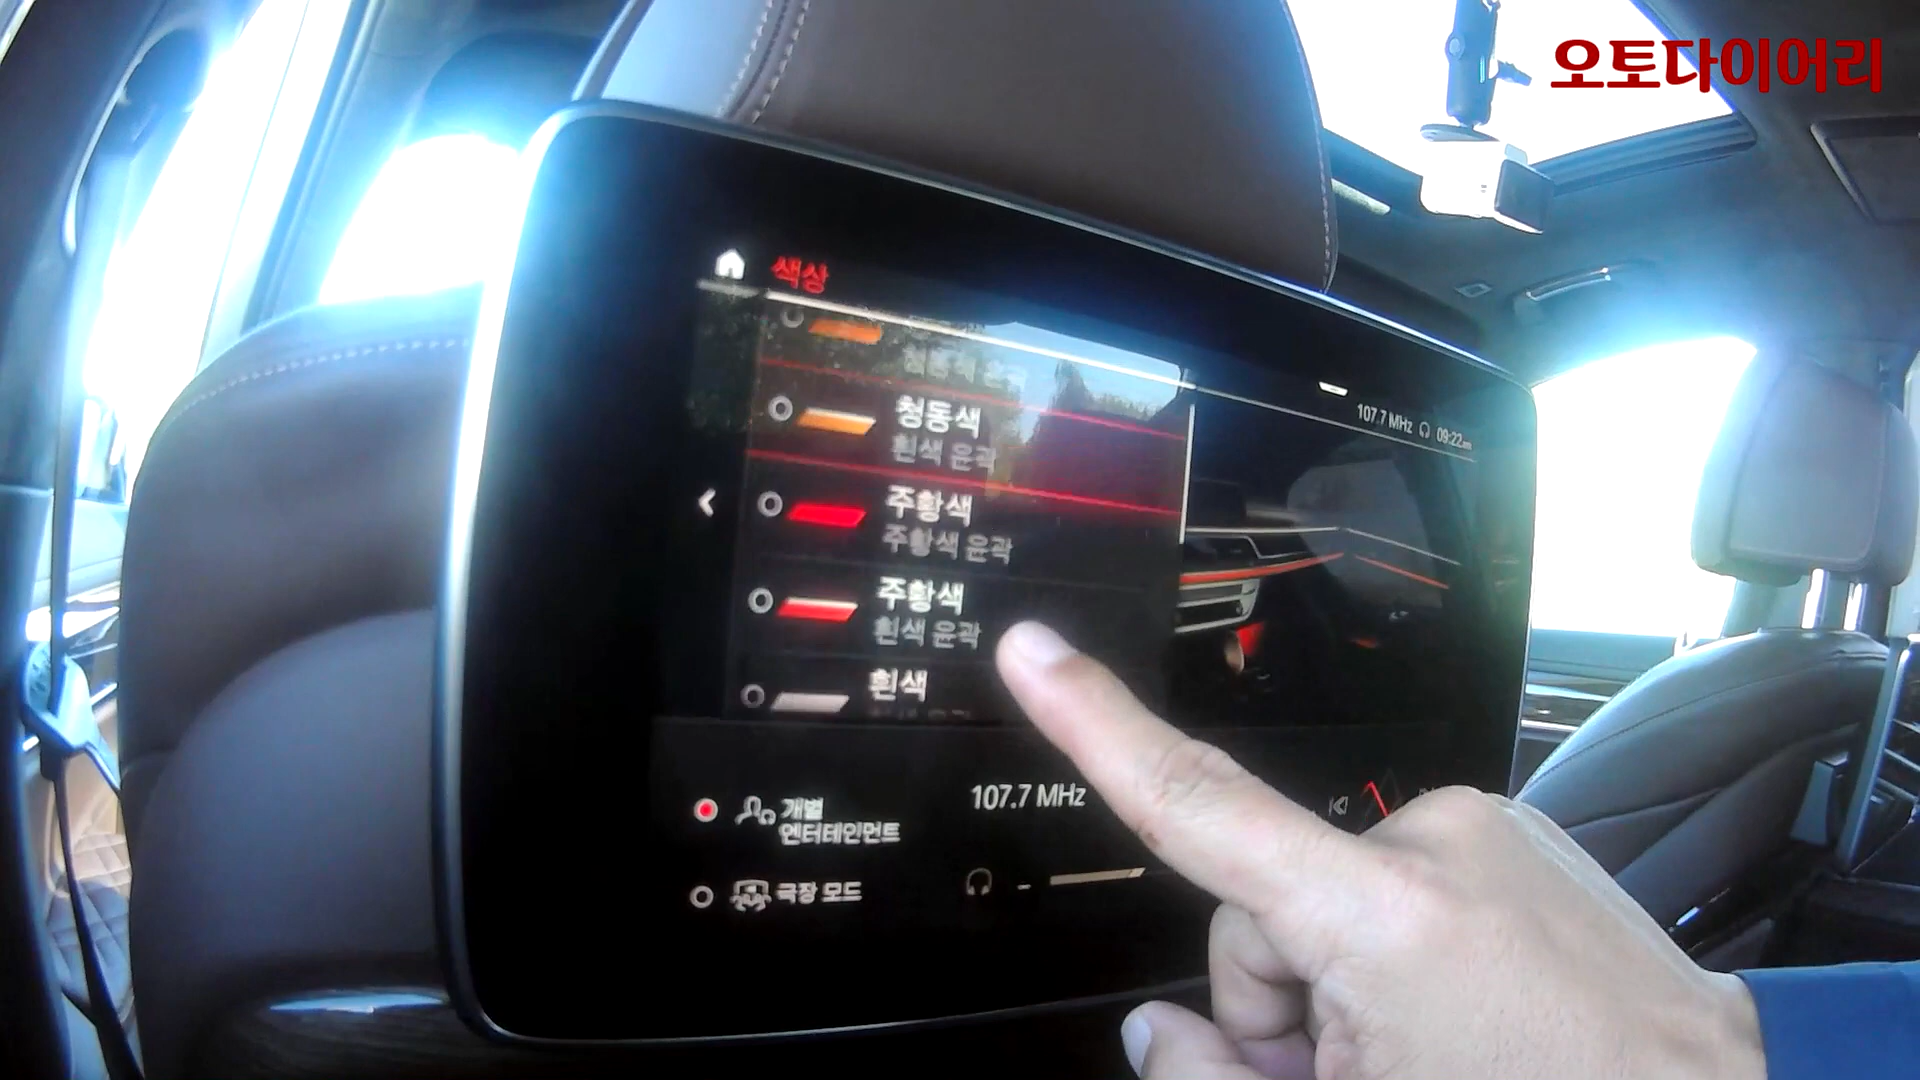 오토다이어리
색상
107.7 MHz
09:22
청동색
흰색 윤곽
주황색
주황색 윤곽
주황색
흰색 윤곽
흰색
개별
엔터테인먼트
107.7 MHz
극장 모드